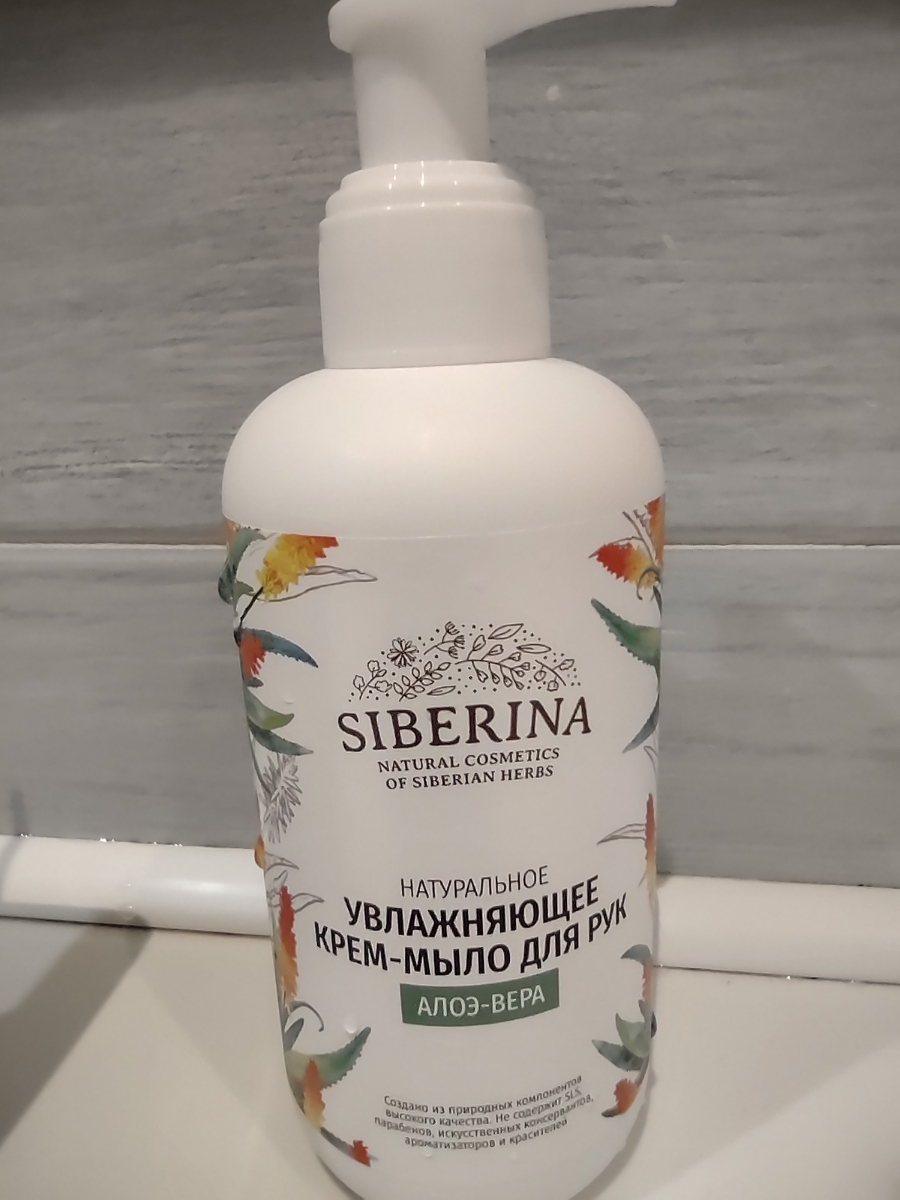 SIBERINA
NATURAL COSMETICS
OF SIBERIAN HERBS
НАТУРАЛЬНОЕ
УВЛАЖНЯЮЩЕЕ
КРЕМ-МЫЛО ДЛЯ РУК
АЛОЭ-ВЕРА
Создано из природных компонентов
высокого качества. Не содержит SLS,
парабенов, искусственных консервантов,
ароматизаторов и красителей